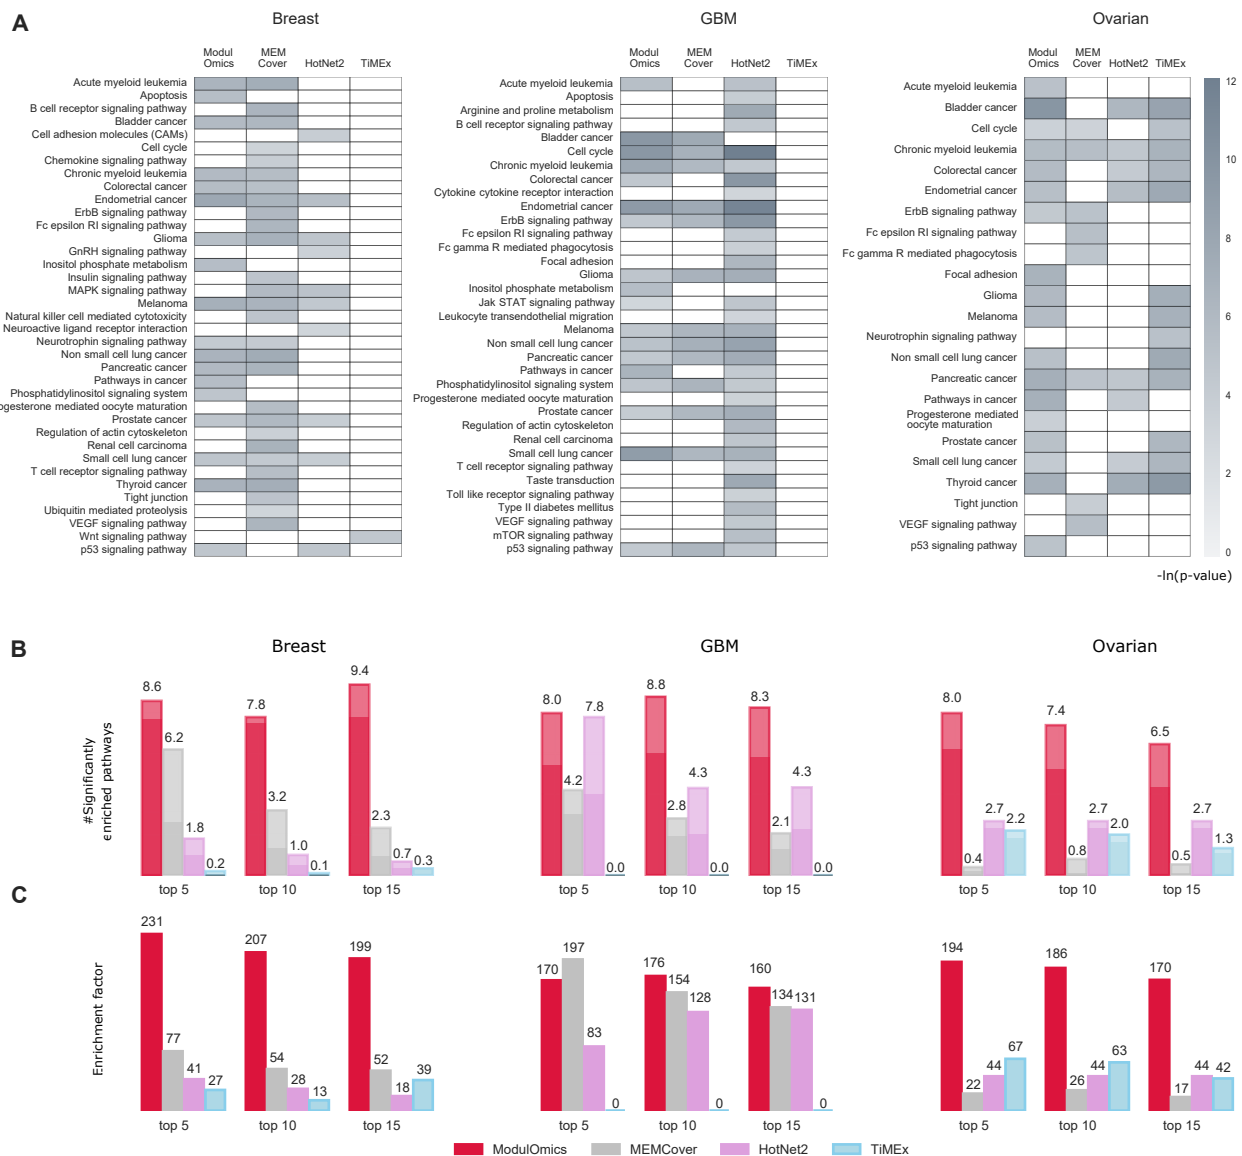 A
Breast
GBM
Ovarian
Modul
Omics
MEM
Cover
HotNet2
TiMEx
Modul
Omics
MEM
Cover
HotNet2
TiMEx
Modul
Omics
MEM
Cover
HotNet2
TiMEx
Acute myeloid leukemia
Apoptosis
B cell receptor signaling pathway
Bladder cancer
Cell adhesion molecules (CAMs)
Cell cycle
Chemokine signaling pathway
Chronic myeloid leukemia
Colorectal cancer
Endometrial cancer
ErbB signaling pathway
Fc epsilon RI signaling pathway
Glioma
GnRH signaling pathway
Inositol phosphate metabolism
Insulin signaling pathway
MAPK signaling pathway
Melanoma
Natural killer cell mediated cytotoxicity
Neuroactive ligand receptor interaction
Neurotrophin signaling pathway
Non small cell lung cancer
Pancreatic cancer
Pathways in cancer
Phosphatidylinositol signaling system
ogesterone mediated oocyte maturation
Prostate cancer
Regulation of actin cytoskeleton
Renal cell carcinoma
Small cell lung cancer
T cell receptor signaling pathway
Thyroid cancer
Tight junction
Ubiquitin mediated proteolysis
VEGF signaling pathway
Wnt signaling pathway
p53 signaling pathway
Acute myeloid leukemia
Apoptosis
Arginine and proline metabolism
B cell receptor signaling pathway
Bladder cancer
Cell cycle
Chronic myeloid leukemia
Colorectal cancer
Cytokine cytokine receptor interaction
Endometrial cancer
ErbB signaling pathway
Fc epsilon RI signaling pathway
Fc gamma R mediated phagocytosis
Focal adhesion
Glioma
Inositol phosphate metabolism
Jak STAT signaling pathway
Leukocyte transendothelial migration
Melanoma
Non small cell lung cancer
Pancreatic cancer
Pathways in cancer
Phosphatidylinositol signaling system
Progesterone mediated oocyte maturation
Prostate cancer
Regulation of actin cytoskeleton
Renal cell carcinoma
Small cell lung cancer
T cell receptor signaling pathway
Taste transduction
Toll like receptor signaling pathway
Type II diabetes mellitus
VEGF signaling pathway
mTOR signaling pathway
p53 signaling pathway
Acute myeloid leukemia
Bladder cancer
Cell cycle
Chronic myeloid leukemia
Colorectal cancer
Endometrial cancer
ErbB signaling pathway
Fc epsilon RI signaling pathway
Fc gamma R mediated phagocytosis
Focal adhesion
Glioma
Melanoma
Neurotrophin signaling pathway
Non small cell lung cancer
Pancreatic cancer
Pathways in cancer
Progesterone mediated
oocyte maturation
Prostate cancer
Small cell lung cancer
Thyroid cancer
Tight junction
VEGF signaling pathway
p53 signaling pathway
12
10
8
6
4
2
0
-ln(p-value)
B
Breast
GBM
Ovarian
#Significantly
enriched pathways
8.6
6.2
1.8
0.2
7.8
3.2
1.0
0.1
9.4
2.3
0.7
0.3
8.0
4.2
7.8
0.0
8.8
2.8
4.3
0.0
8.3
2.1
4.3
0.0
8.0
0.4
2.7
2.2
7.4
0.8
2.7
2.0
6.5
0.5
2.7
1.3
top 5
top 10
top 15
top 5
top 10
top 15
top 5
top 10
top 15
C
Enrichment factor
231
77
41
27
207
54
28
13
199
52
18
39
170
197
83
0
176
154
128
0
160
134
131
0
194
22
44
67
186
26
44
63
170
17
44
42
top 5
top 10
top 15
top 5
top 10
top 15
top 5
top 10
top 15
ModulOmics
MEMCover
HotNet2
TiMEx